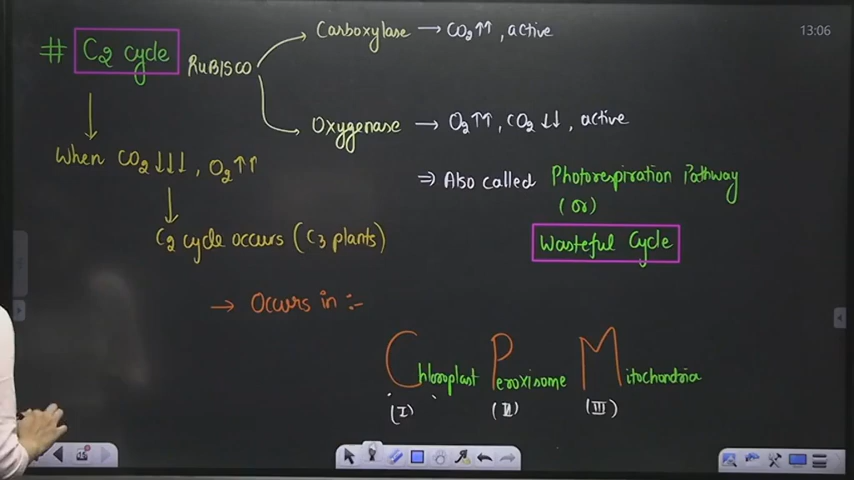 Carboxylase → CO₂↑↑, active
13:06
# C₂ cycle
RuBISCO
Oxygenase → O₂↑↑, CO₂↓↓, active
When CO₂↓↓↓, O₂↑↑
⇒ Also called Photorespiration Pathway
(or)
C₂ cycle occurs (C₃ plants)
Wasteful Cycle
→ Occurs in :-
Chloroplast Peroxisome Mitochondria
(I) (II) (III)